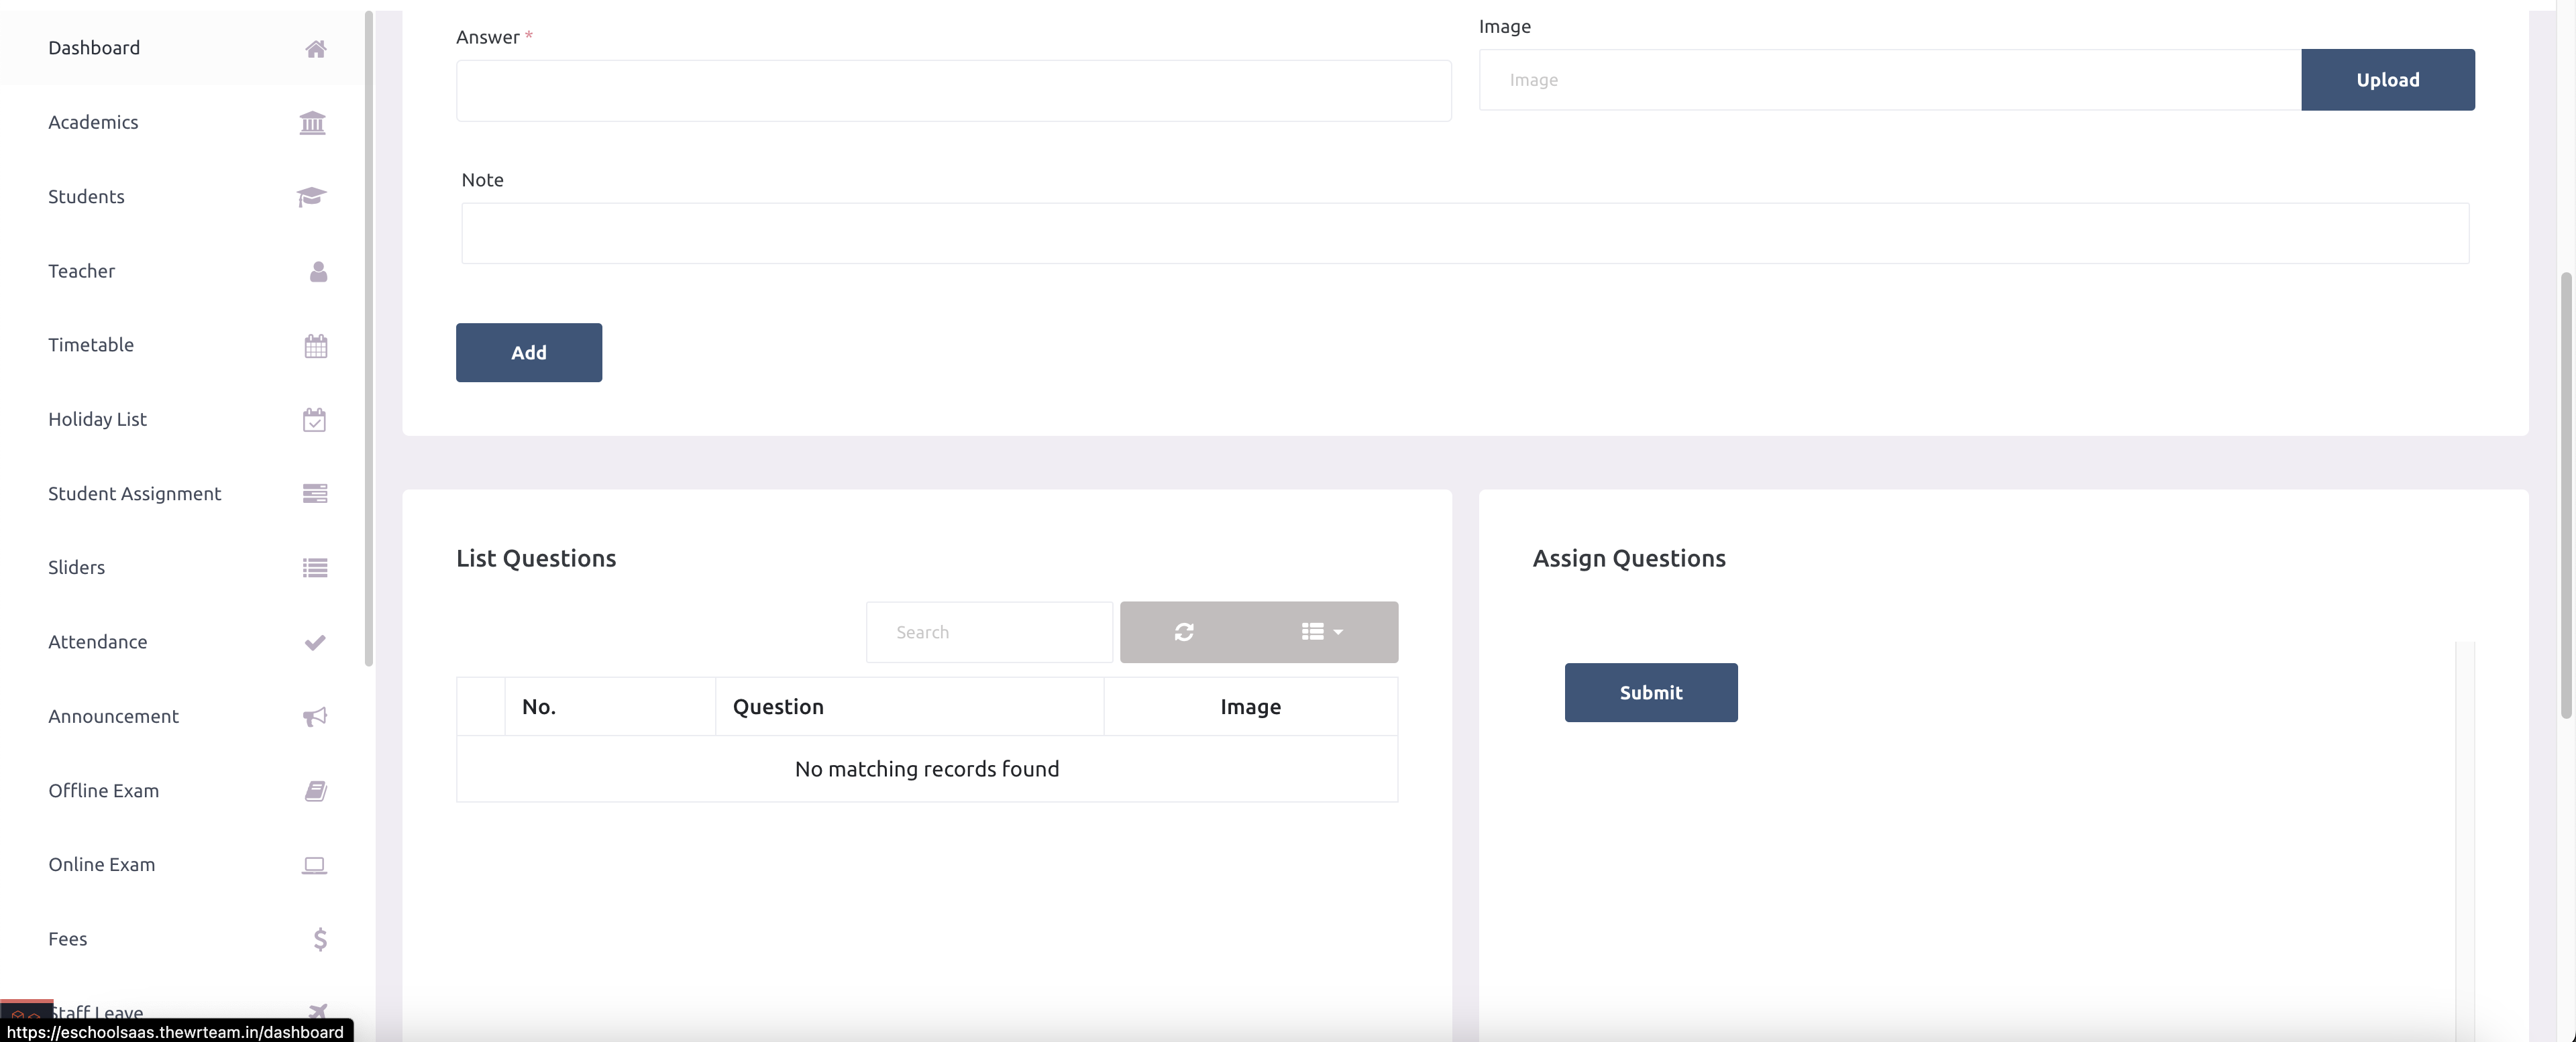 Dashboard
Academics
Students
Teacher
Timetable
Holiday List
Student Assignment
Sliders
Attendance
Announcement
Offline Exam
Online Exam
Fees
Staff Leave
https://eschoolsaas.thewrteam.in/dashboard
Answer *
Image
Image
Upload
Note
Add
List Questions
Search
No.
Question
Image
No matching records found
Assign Questions
Submit